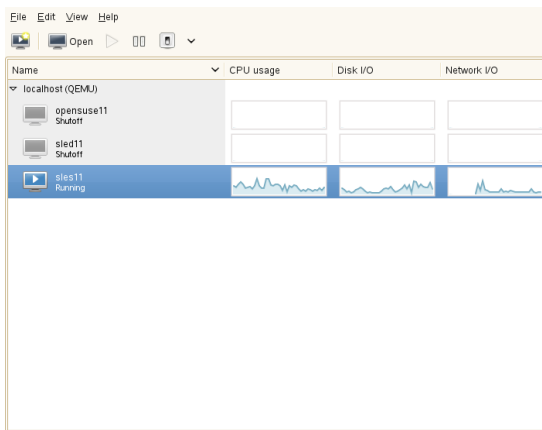 File Edit View Help
Open
Name CPU usage Disk I/O Network I/O
localhost (QEMU)
opensuse11
Shutoff
sled11
Shutoff
sles11
Running